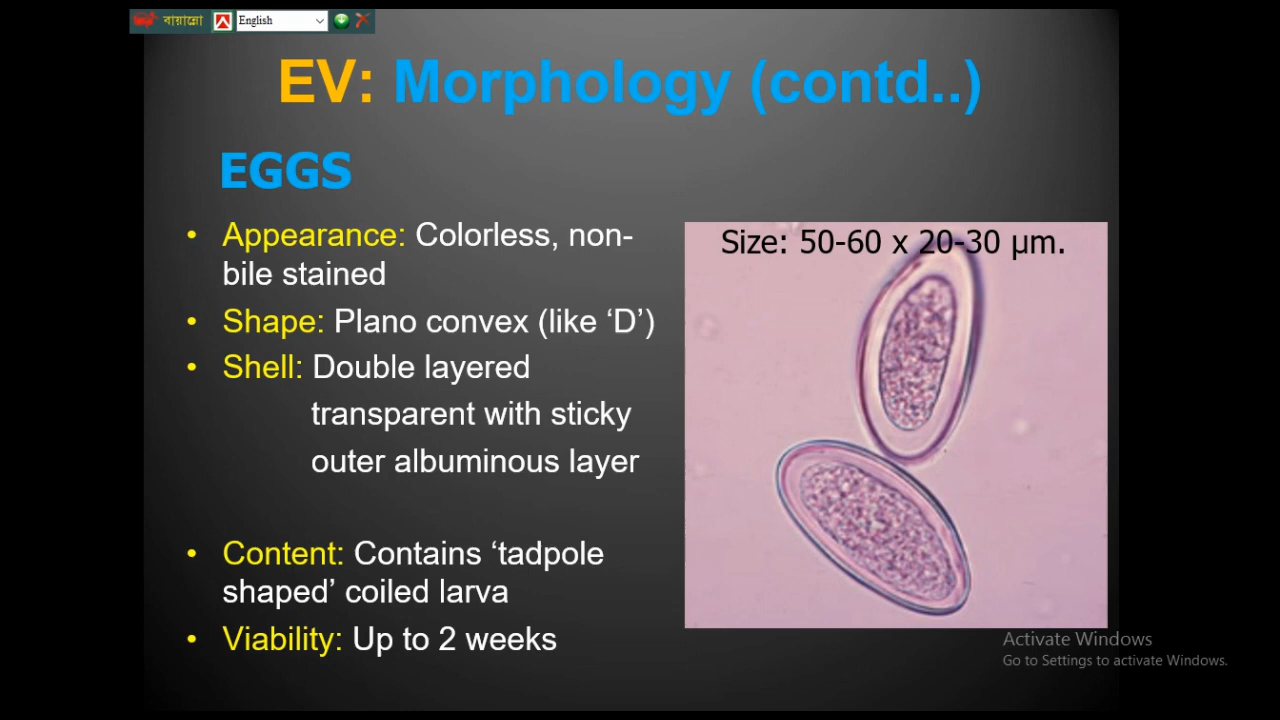 বায়ান্নো English
EV: Morphology (contd..)
EGGS
• Appearance: Colorless, non-
bile stained
• Shape: Plano convex (like ‘D’)
• Shell: Double layered
transparent with sticky
outer albuminous layer
• Content: Contains ‘tadpole
shaped’ coiled larva
• Viability: Up to 2 weeks
Size: 50-60 x 20-30 µm.
Activate Windows
Go to Settings to activate Windows.